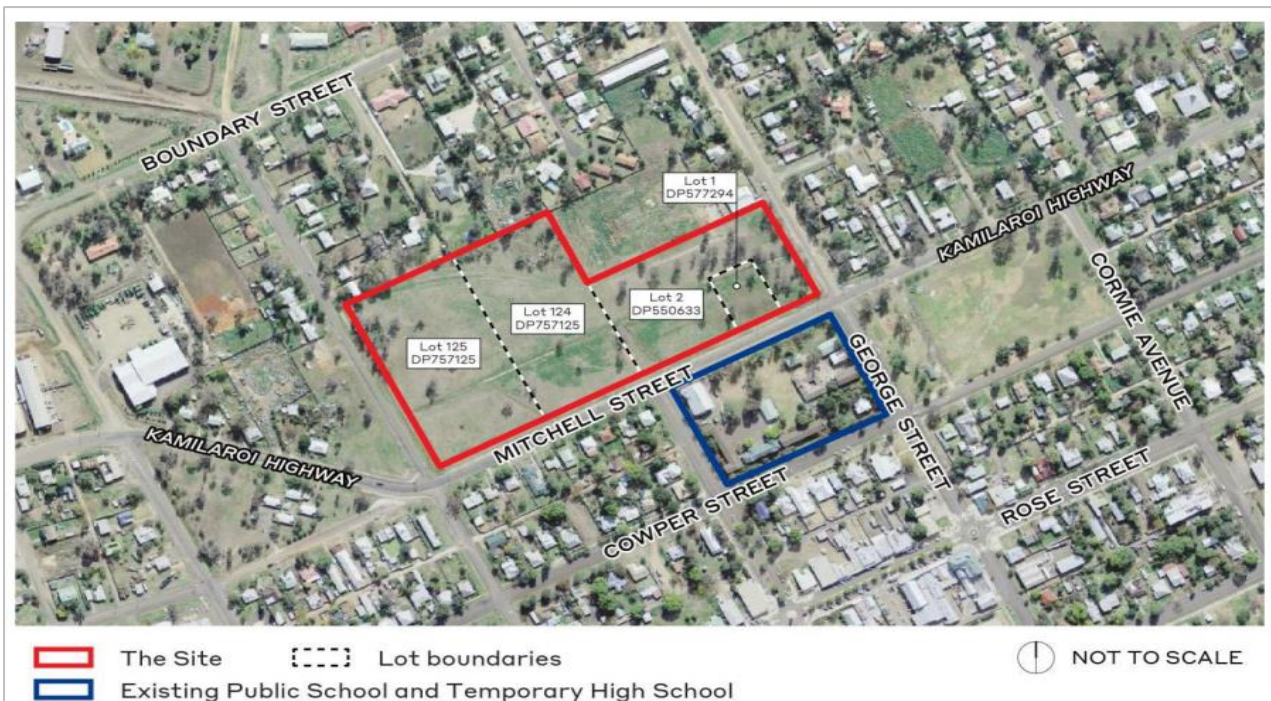 BOUNDARY STREET
Lot 1
DP577294
KAMILAROI HIGHWAY
CORMIE AVENUE
Lot 2
DP550633
Lot 124
DP757125
Lot 125
DP757125
MITCHELL STREET
GEORGE STREET
KAMILAROI HIGHWAY
COWPER STREET
ROSE STREET
The Site
Lot boundaries
NOT TO SCALE
Existing Public School and Temporary High School